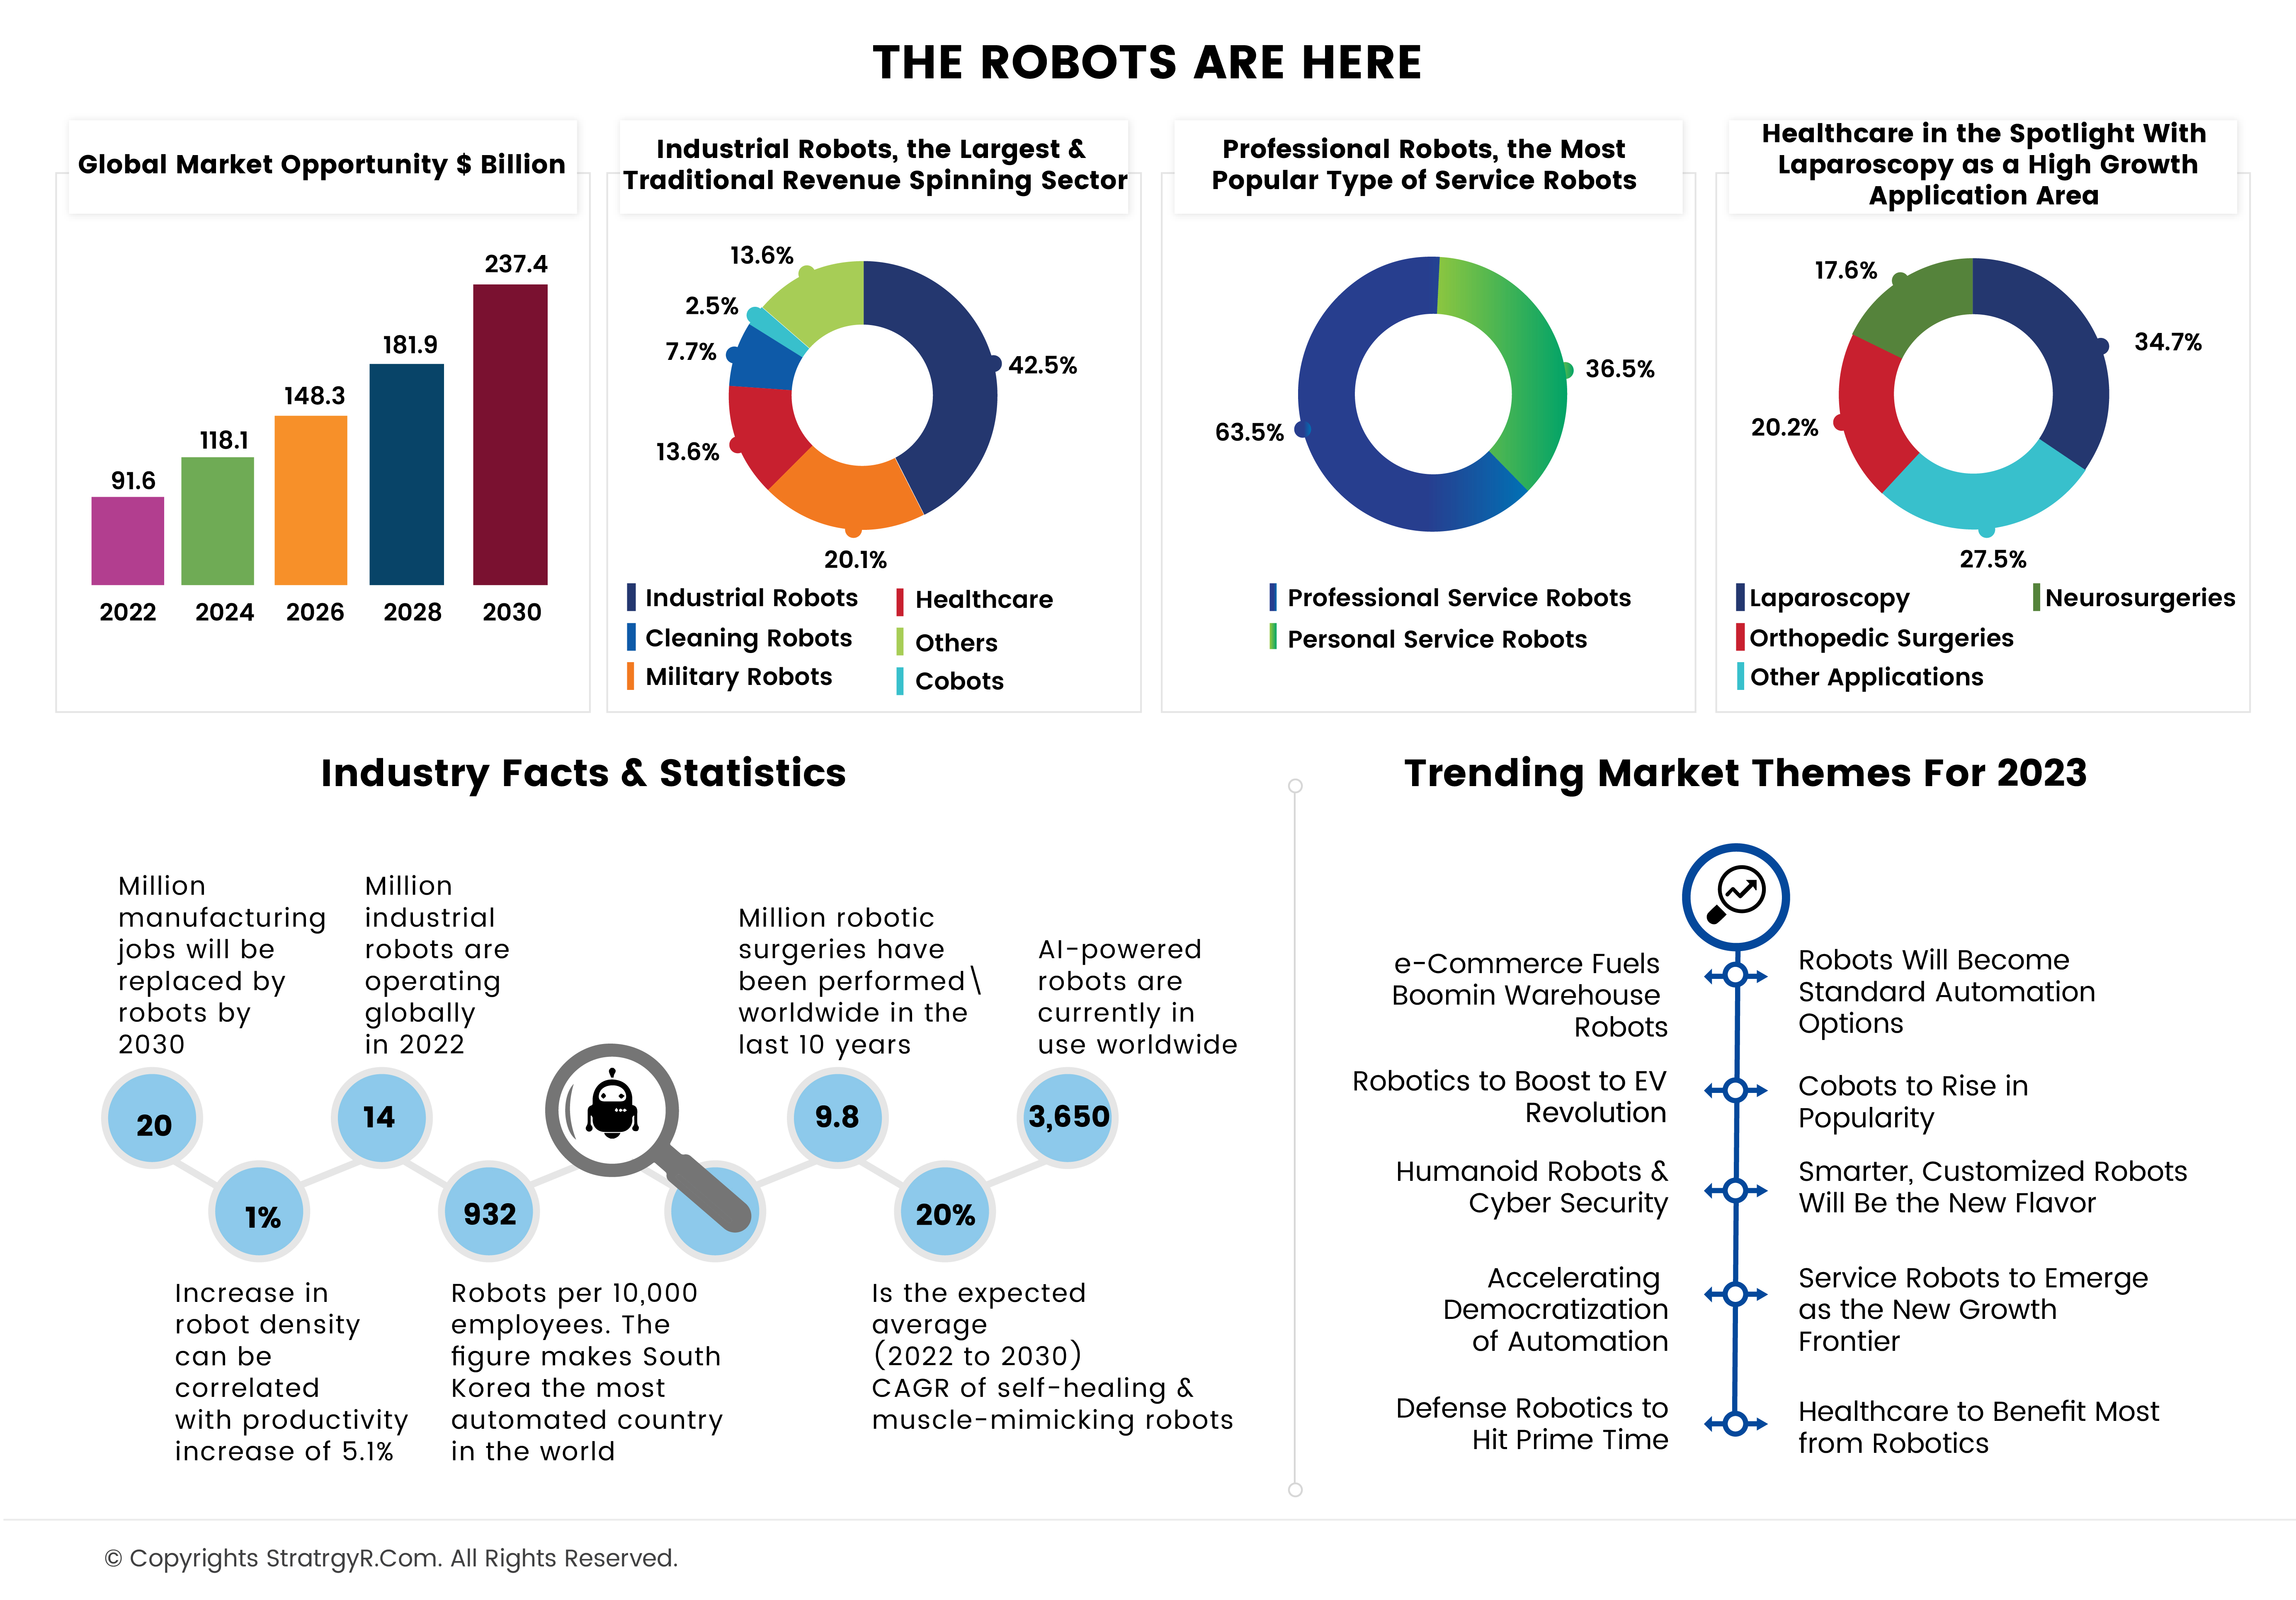 THE ROBOTS ARE HERE
Global Market Opportunity $ Billion
91.6
118.1
148.3
181.9
237.4
2022
2024
2026
2028
2030
Industrial Robots, the Largest &
Traditional Revenue Spinning Sector
13.6%
2.5%
7.7%
13.6%
20.1%
42.5%
Industrial Robots
Cleaning Robots
Military Robots
Healthcare
Others
Cobots
Professional Robots, the Most
Popular Type of Service Robots
36.5%
63.5%
Professional Service Robots
Personal Service Robots
Healthcare in the Spotlight With
Laparoscopy as a High Growth
Application Area
17.6%
34.7%
20.2%
27.5%
Laparoscopy
Neurosurgeries
Orthopedic Surgeries
Other Applications
Industry Facts & Statistics
Million
manufacturing
jobs will be
replaced by
robots by
2030
20
1%
Increase in
robot density
can be
correlated
with productivity
increase of 5.1%
Million
industrial
robots are
operating
globally
in 2022
14
932
Robots per 10,000
employees. The
figure makes South
Korea the most
automated country
in the world
Million robotic
surgeries have
been performed\
worldwide in the
last 10 years
9.8
20%
Is the expected
average
(2022 to 2030)
CAGR of self-healing &
muscle-mimicking robots
AI-powered
robots are
currently in
use worldwide
3,650
Trending Market Themes For 2023
e-Commerce Fuels
Boomin Warehouse
Robots
Robots Will Become
Standard Automation
Options
Robotics to Boost to EV
Revolution
Cobots to Rise in
Popularity
Humanoid Robots &
Cyber Security
Smarter, Customized Robots
Will Be the New Flavor
Accelerating
Democratization
of Automation
Service Robots to Emerge
as the New Growth
Frontier
Defense Robotics to
Hit Prime Time
Healthcare to Benefit Most
from Robotics
© Copyrights StratrgyR.Com. All Rights Reserved.